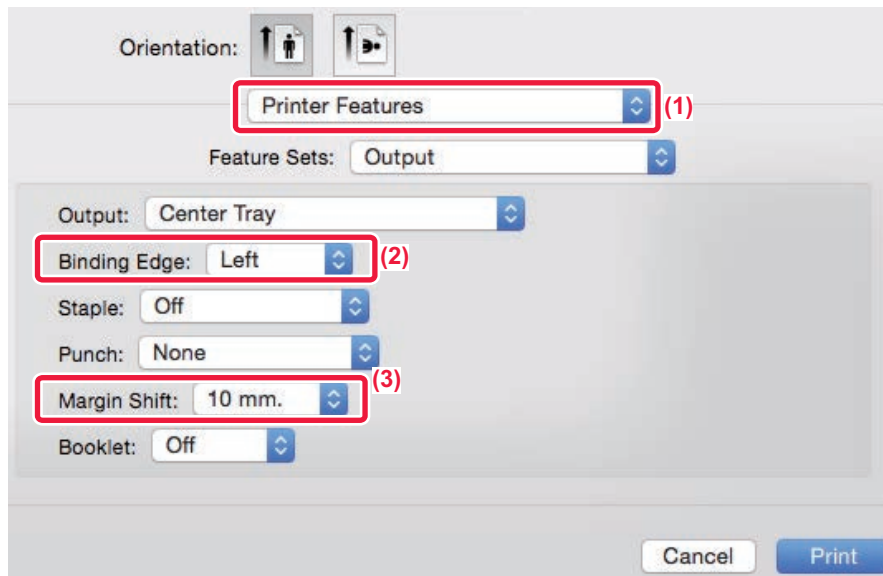 Orientation:
Printer Features (1)
Feature Sets: Output
Output: Center Tray
Binding Edge: Left (2)
Staple: Off
Punch: None
Margin Shift: 10 mm. (3)
Booklet: Off
Cancel Print